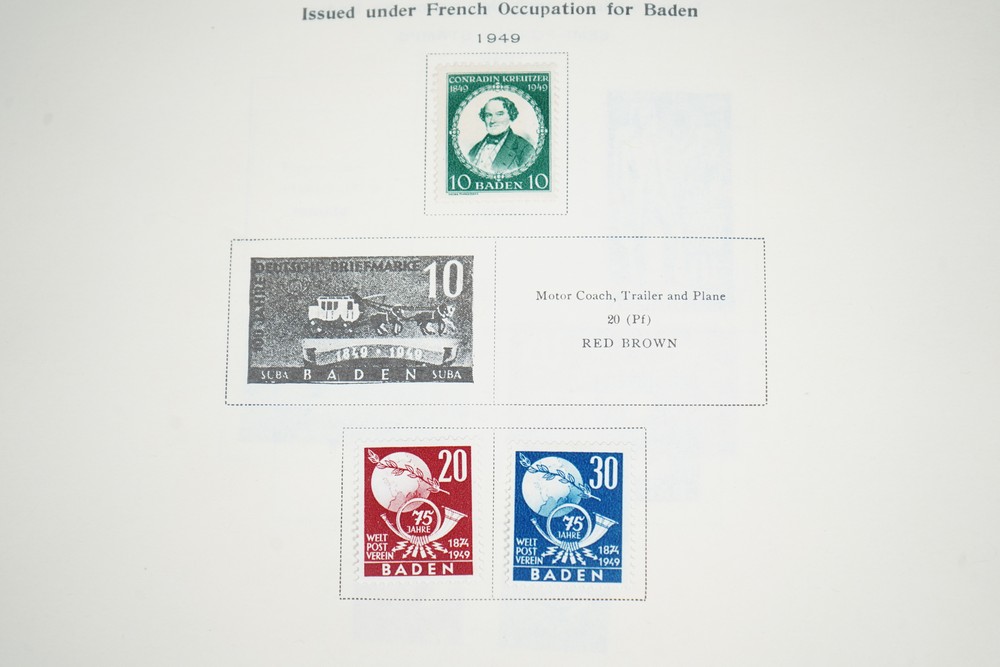 Issued under French Occupation for Baden
1949
CONRADIN KREUTZER
1849 1949
10 BADEN 10
100 JAHRE
DEUTSCHE BRIEFMARKE
10
1849 1949
SUBA BADEN SUBA
Motor Coach, Trailer and Plane
20 (Pf)
RED BROWN
20
75
JAHRE
WELT
POST
VEREIN
1874
1949
BADEN
30
75
JAHRE
WELT
POST
VEREIN
1874
1949
BADEN